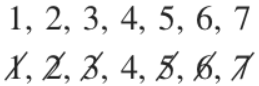 1, 2, 3, 4, 5, 6, 7
1, 2, 3, 4, 5, 6, 7